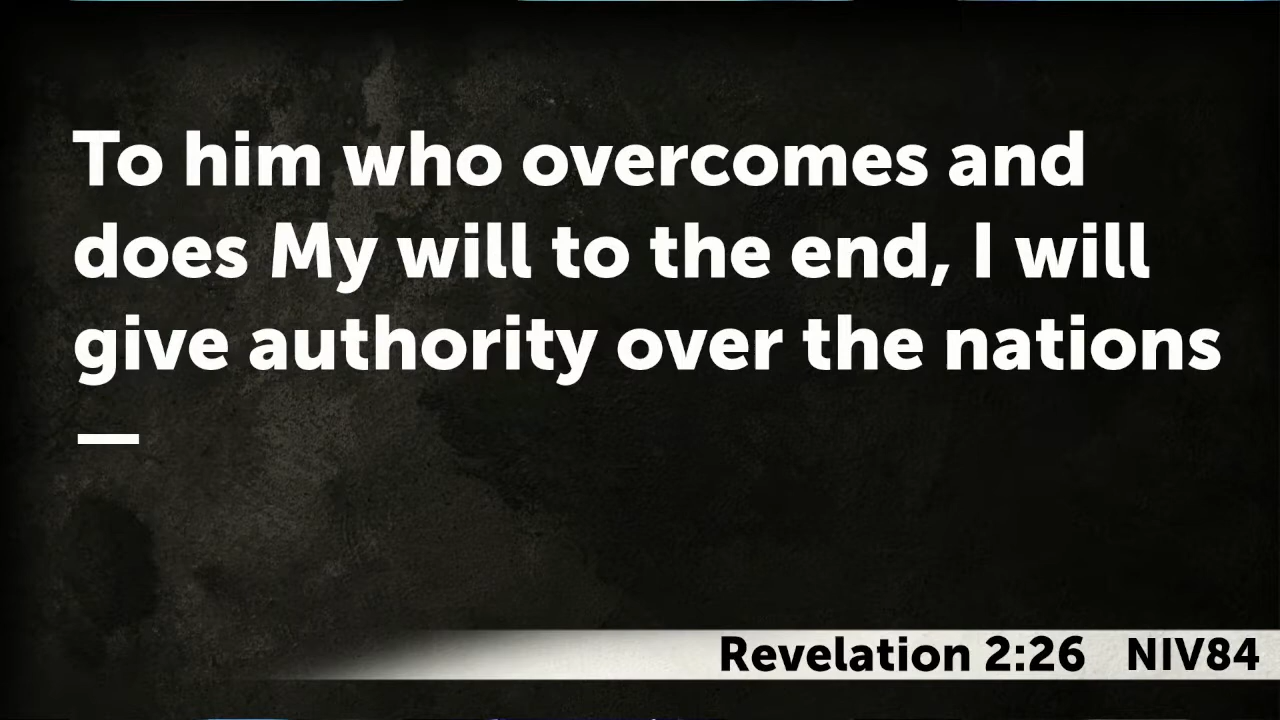 To him who overcomes and
does My will to the end, I will
give authority over the nations
—
Revelation 2:26 NIV84